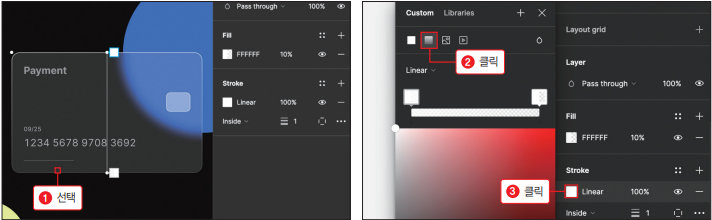 Pass through 100%
Fill
FFFFFF 10%
Stroke
Linear 100%
Inside 1
Payment
09/25
1234 5678 9708 3692
1 선택
Custom Libraries
2 클릭
Linear
Layout grid
Layer
Pass through 100%
Fill
FFFFFF 10%
Stroke
3 클릭
Linear 100%
Inside 1